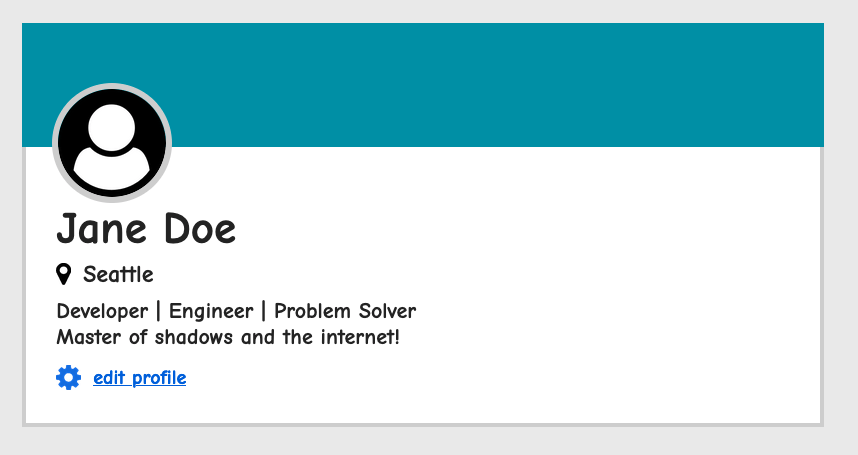 Jane Doe
Seattle
Developer | Engineer | Problem Solver
Master of shadows and the internet!
edit profile